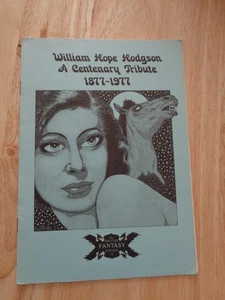 William Hope Hodgson
A Centenary Tribute
1877-1977
FANTASY